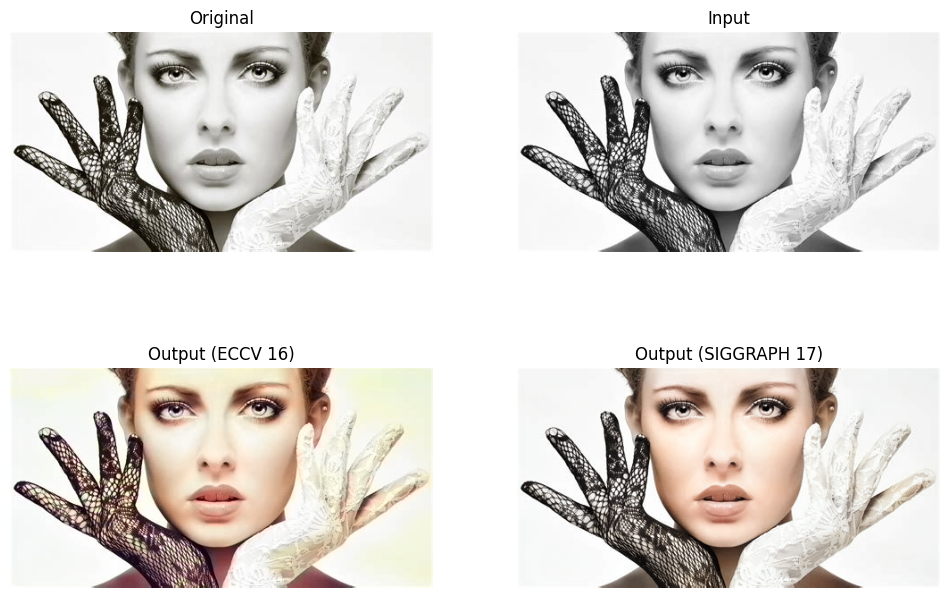 Original
Input
Output (ECCV 16)
Output (SIGGRAPH 17)